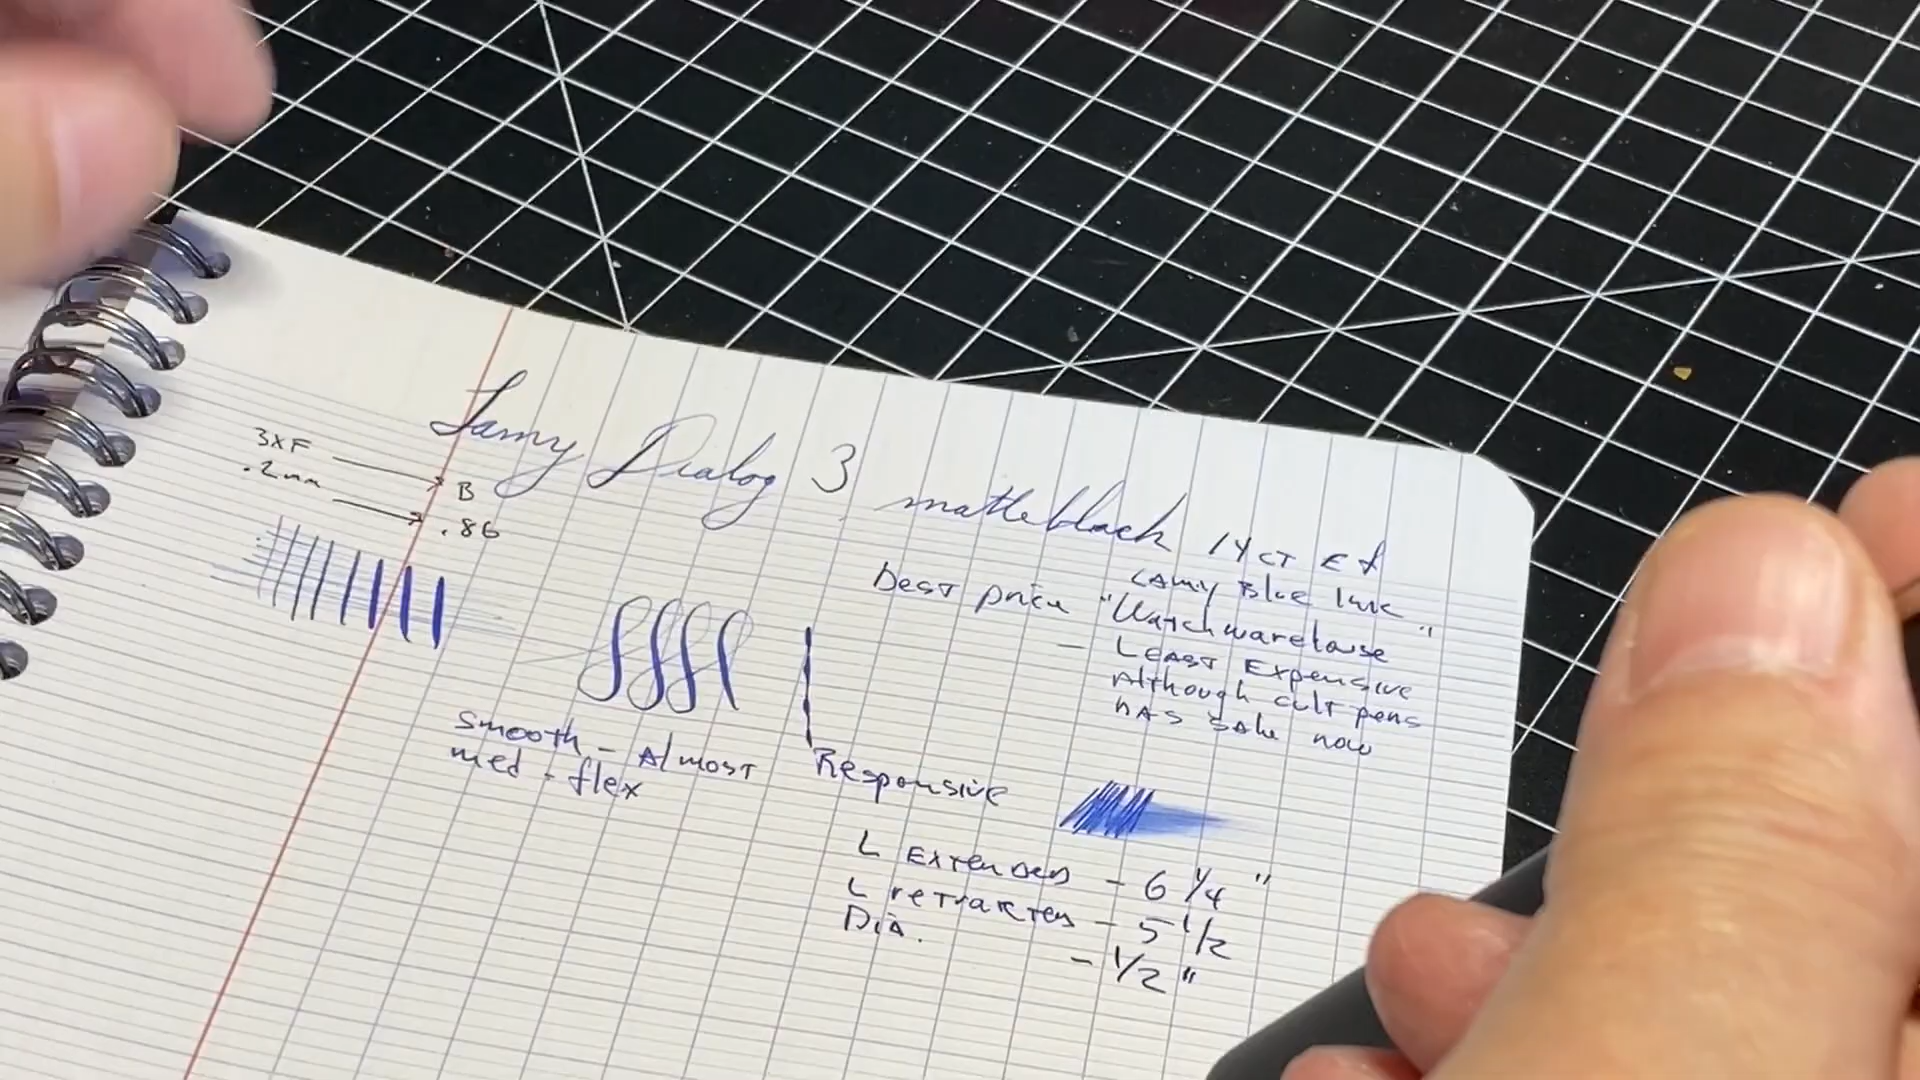 Lamy Dialog 3 matteblack 14 CT EF
3XF
.2mm
B
.86
Lamy Blue Ink
best price - "Watchwarehouse"
- Least Expensive
Although cult pens
has sale now
smooth - Almost
med - flex
Responsive
L Extended - 6 1/4 "
L retracted - 5 1/2
Dia. - 1/2 "